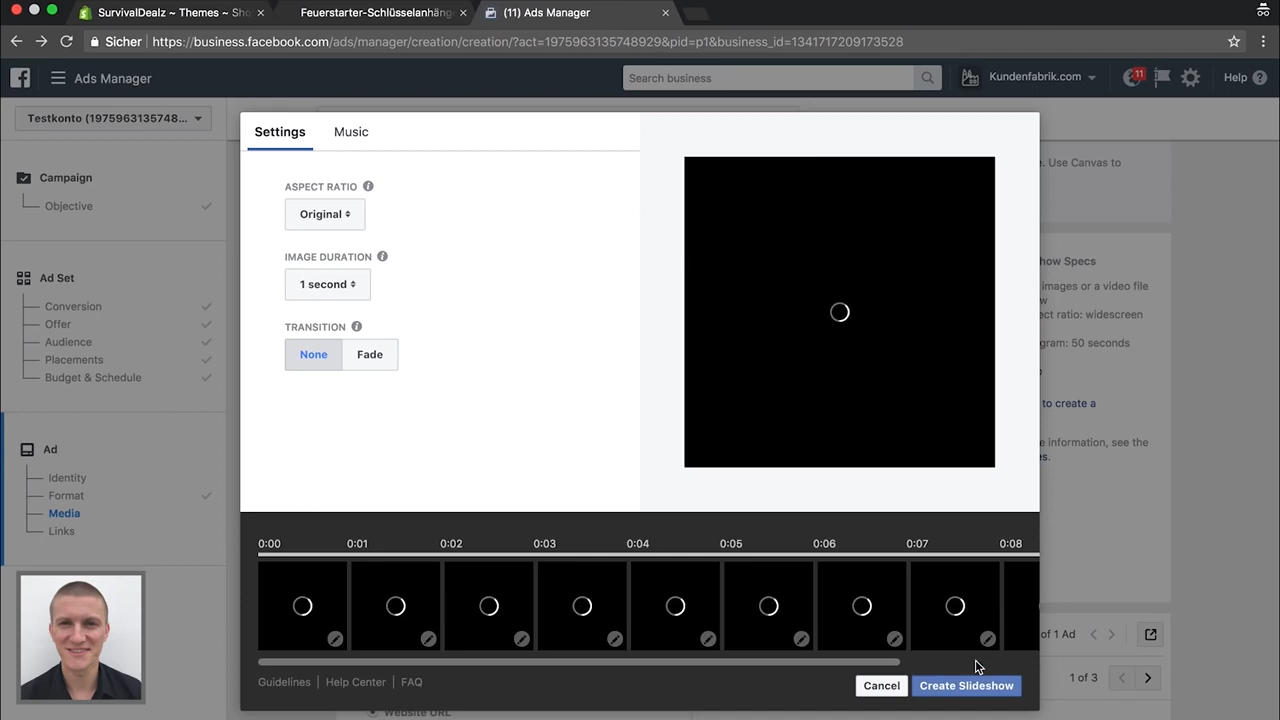 SurvivalDealz ~ Themes ~ Sho
Feuerstarter-Schlüsselanhäng
(11) Ads Manager
Sicher
https://business.facebook.com/ads/manager/creation/creation/?act=1975963135748929&pid=p1&business_id=1341717209173528
Ads Manager
Search business
Kundenfabrik.com
11
Help
Testkonto (1975963135748...
Campaign
Objective
Ad Set
Conversion
Offer
Audience
Placements
Budget & Schedule
Ad
Identity
Format
Media
Links
Settings
Music
ASPECT RATIO
Original
IMAGE DURATION
1 second
TRANSITION
None
Fade
e. Use Canvas to
how Specs
images or a video file
ow
ect ratio: widescreen
gram: 50 seconds
to create a
e information, see the
es.
of 1 Ad
1 of 3
0:00
0:01
0:02
0:03
0:04
0:05
0:06
0:07
0:08
Guidelines
Help Center
FAQ
Cancel
Create Slideshow
Website URL